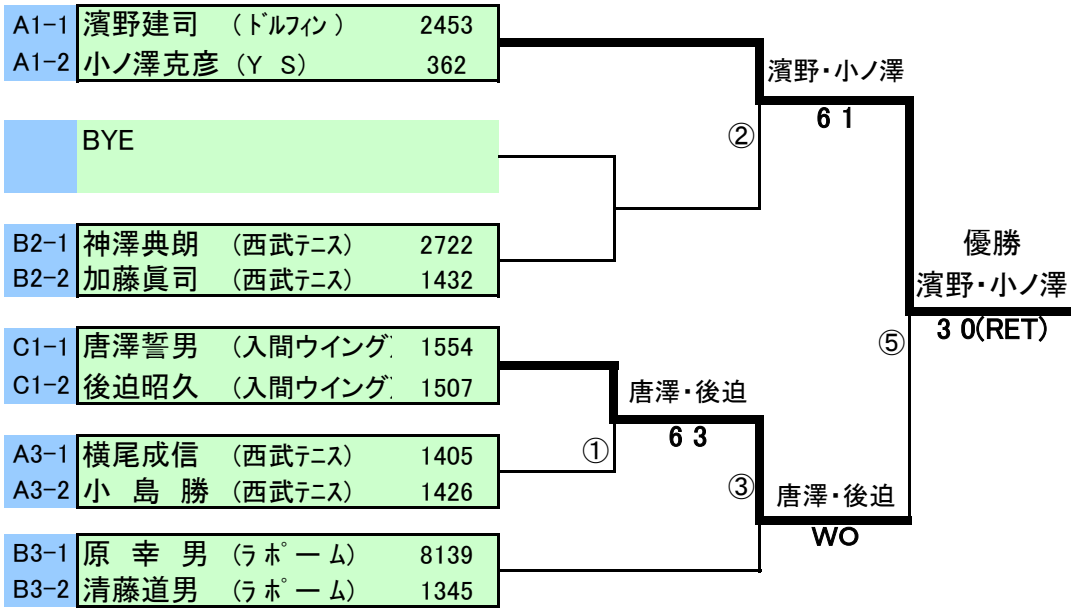 A1-1 濱野建司 (ﾄﾞﾙﾌｨﾝ) 2453
A1-2 小ノ澤克彦 (Y S) 362
濱野・小ノ澤
6 1
②
BYE
B2-1 神澤典朗 (西武ﾃﾆｽ) 2722
B2-2 加藤眞司 (西武ﾃﾆｽ) 1432
優勝
濱野・小ノ澤
3 0(RET)
⑤
C1-1 唐澤誓男 (入間ウイング 1554
C1-2 後迫昭久 (入間ウイング 1507
唐澤・後迫
6 3
①
A3-1 横尾成信 (西武ﾃﾆｽ) 1405
A3-2 小 島 勝 (西武ﾃﾆｽ) 1426
③
唐澤・後迫
WO
B3-1 原 幸 男 (ﾗ ﾎﾟ ー ﾑ) 8139
B3-2 清藤道男 (ﾗ ﾎﾟ ー ﾑ) 1345